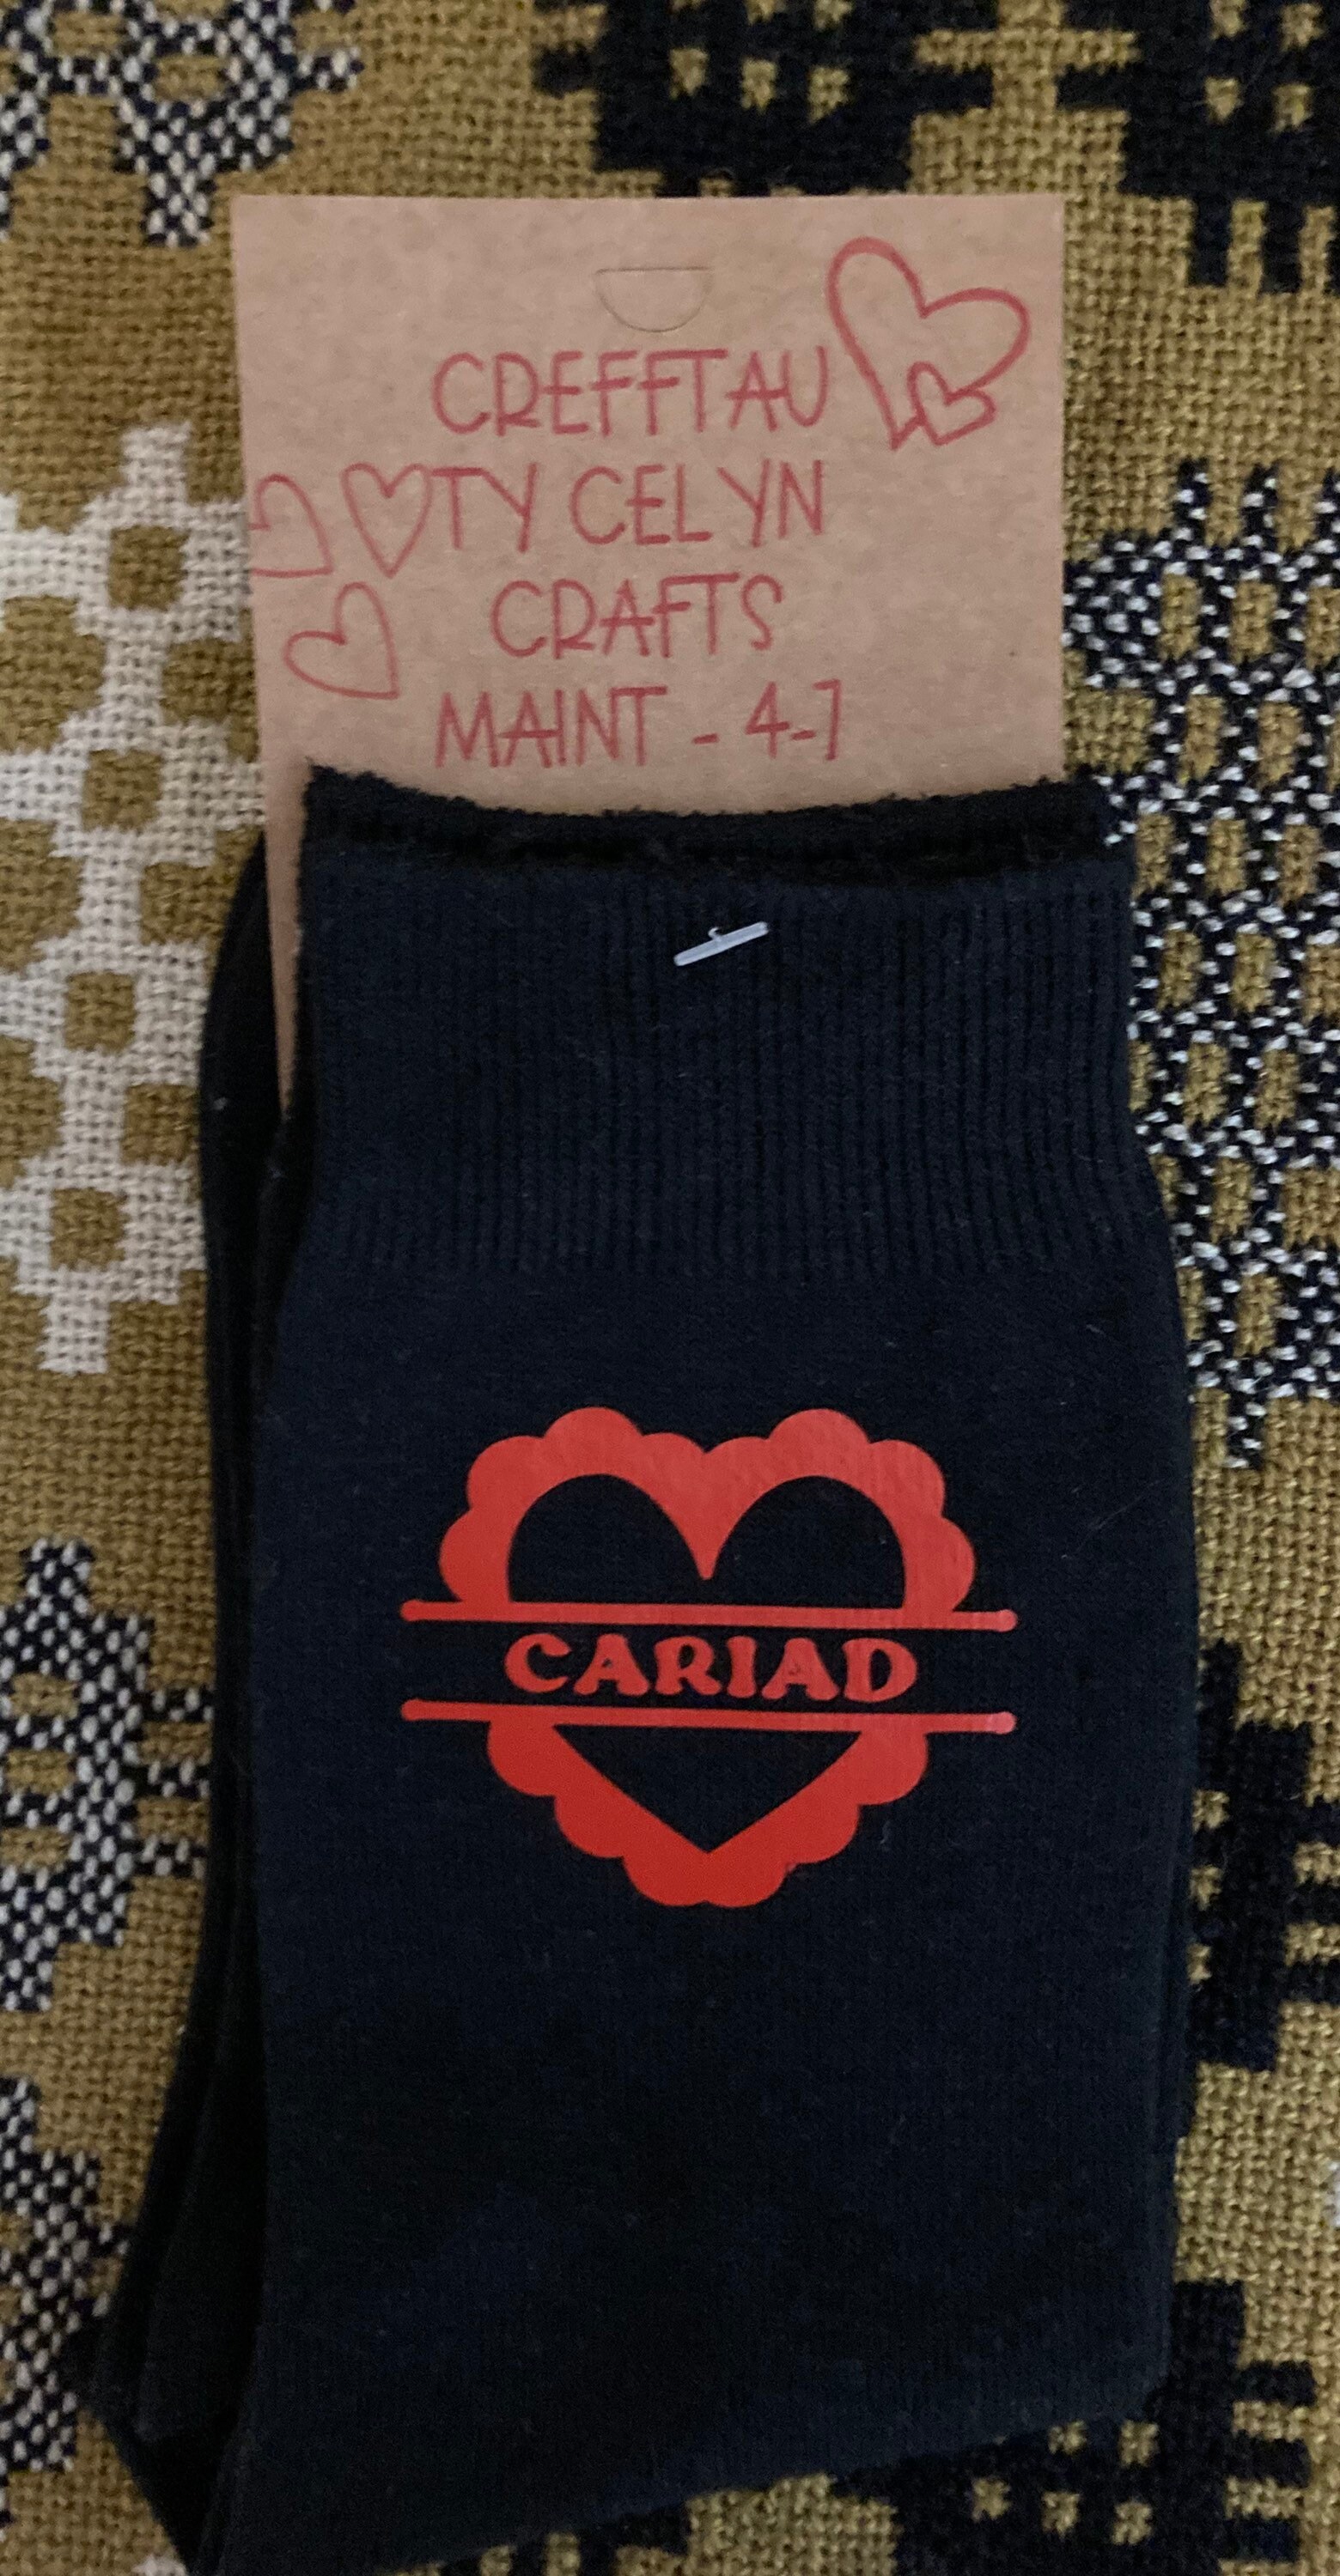 CREFFTAU
TY CELYN
CRAFTS
MAINT - 4-7
CARIAD